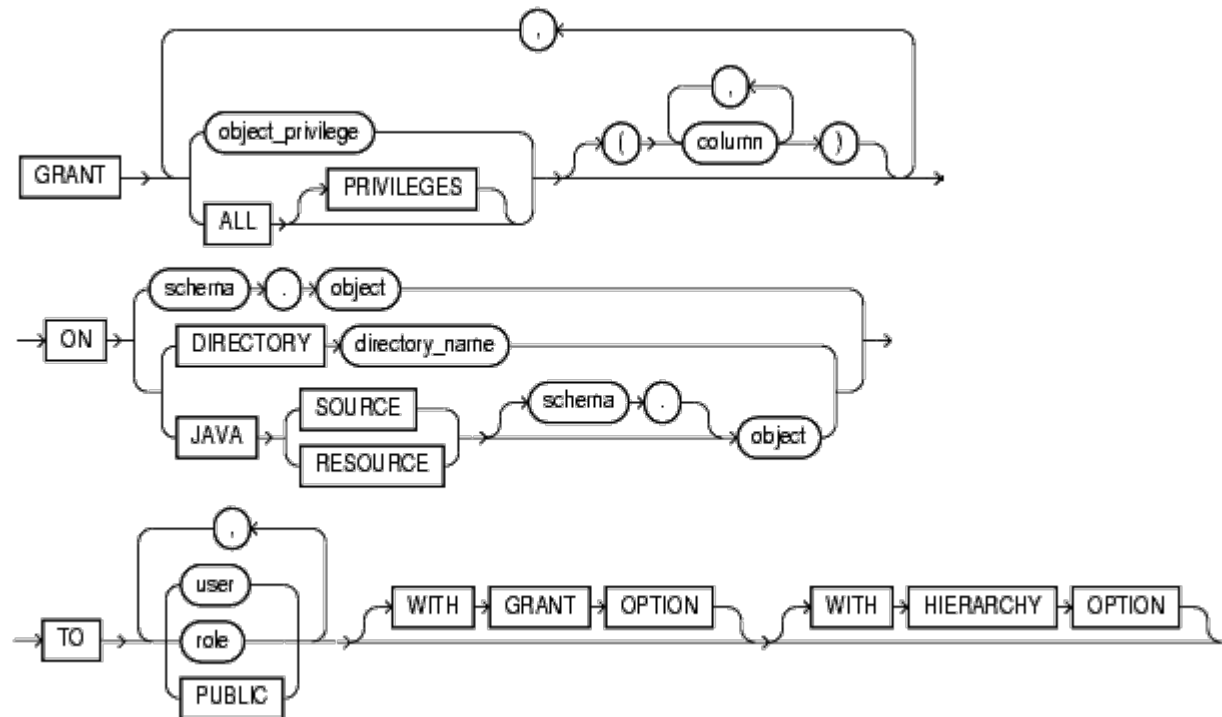 ,
,
object_privilege
( column )
GRANT
PRIVILEGES
ALL
schema . object
ON
DIRECTORY directory_name
SOURCE
schema .
JAVA
object
RESOURCE
,
user
WITH GRANT OPTION WITH HIERARCHY OPTION
TO
role
PUBLIC